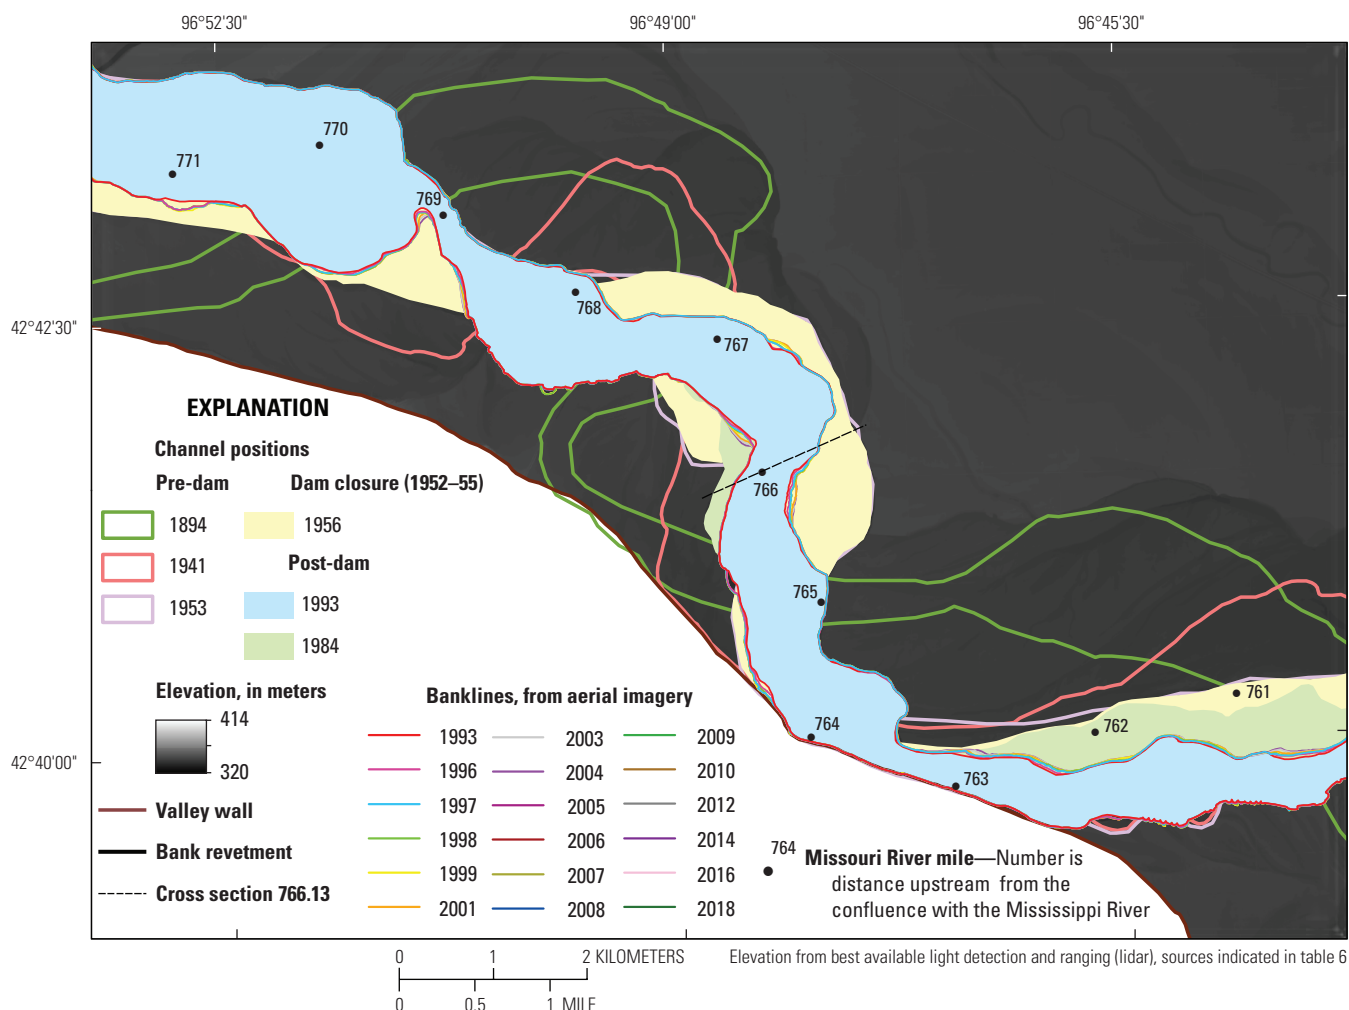 96°52'30"
96°49'00"
96°45'30"
770
771
769
768
42°42'30"
767
766
765
761
762
764
763
42°40'00"
EXPLANATION
Channel positions
Pre-dam
Dam closure (1952–55)
1894
1956
1941
Post-dam
1953
1993
1984
Elevation, in meters
414
320
Valley wall
Bank revetment
Cross section 766.13
Banklines, from aerial imagery
1993
2003
2009
1996
2004
2010
1997
2005
2012
1998
2006
2014
1999
2007
2016
2001
2008
2018
764
Missouri River mile—Number is
distance upstream from the
confluence with the Mississippi River
0 1 2 KILOMETERS
0 0.5 1 MILE
Elevation from best available light detection and ranging (lidar), sources indicated in table 6